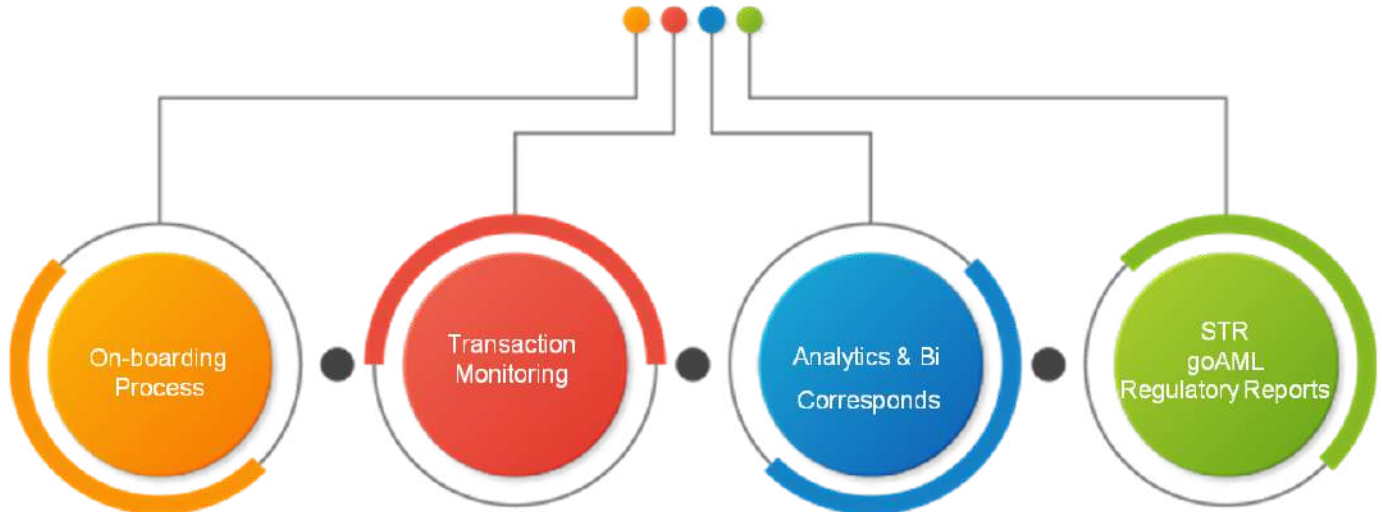 On-boarding
Process
Transaction
Monitoring
Analytics & Bi
Corresponds
STR
goAML
Regulatory Reports